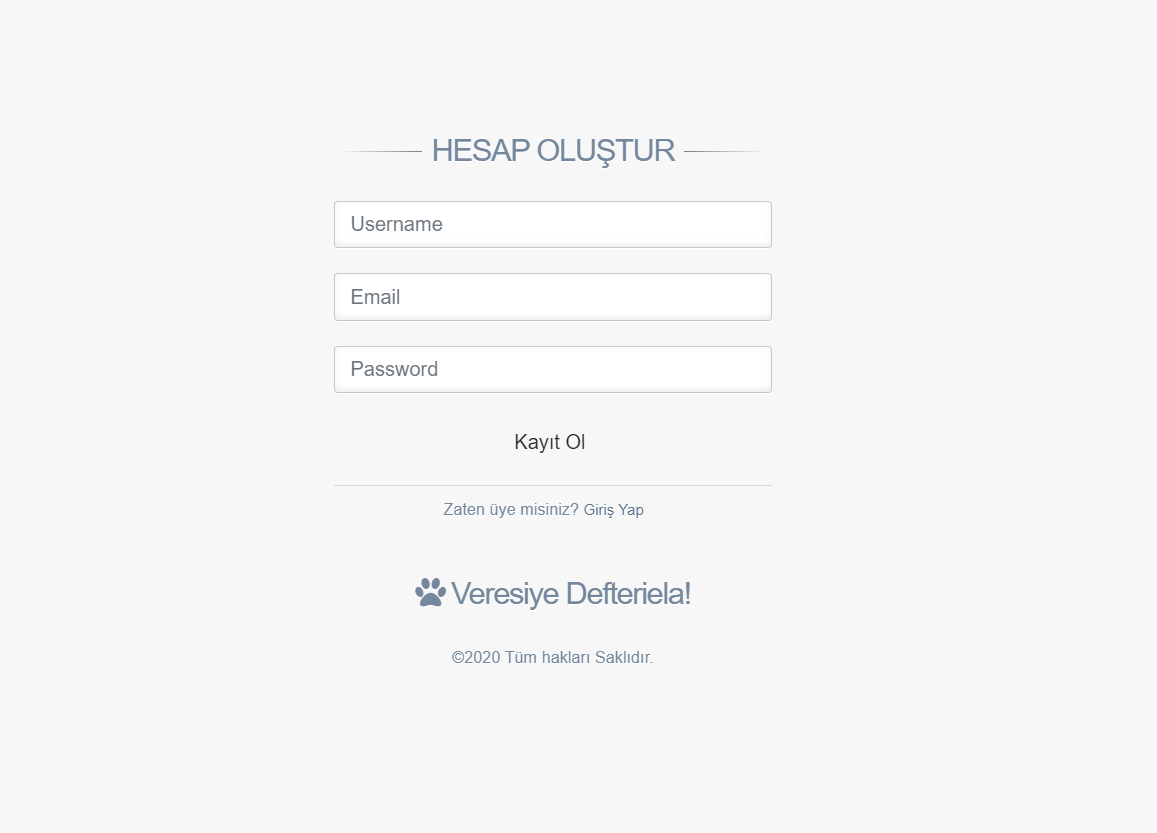 HESAP OLUŞTUR
Username
Email
Password
Kayıt Ol
Zaten üye misiniz? Giriş Yap
Veresiye Defteriela!
©2020 Tüm hakları Saklıdır.